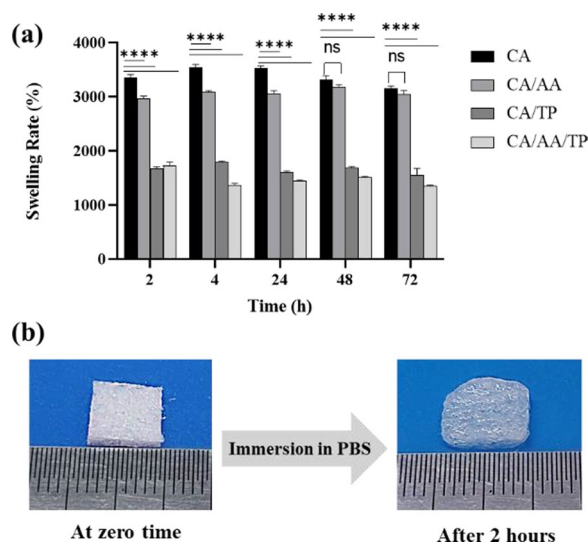 (a)
****
****
****
****
****
ns
ns
4000
3000
2000
1000
0
Swelling Rate (%)
2
4
24
48
72
Time (h)
CA
CA/AA
CA/TP
CA/AA/TP
(b)
Immersion in PBS
At zero time
After 2 hours